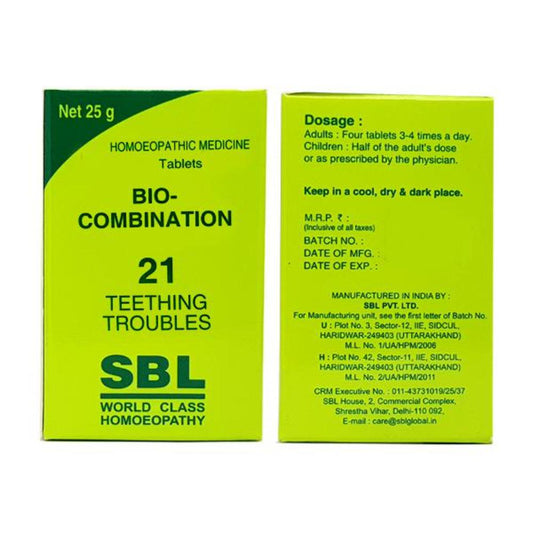 Net 25 g
HOMOEOPATHIC MEDICINE
Tablets
BIO-
COMBINATION
21
TEETHING
TROUBLES
SBL
WORLD CLASS
HOMOEOPATHY
Dosage :
Adults : Four tablets 3-4 times a day.
Children : Half of the adult's dose
or as prescribed by the physician.
Keep in a cool, dry & dark place.
M.R.P. ₹ :
(Inclusive of all taxes)
BATCH NO. :
DATE OF MFG. :
DATE OF EXP. :
MANUFACTURED IN INDIA BY :
SBL PVT. LTD.
For Manufacturing unit, see the first letter of Batch No.
U : Plot No. 3, Sector-12, IIE, SIDCUL,
HARIDWAR-249403 (UTTARAKHAND)
M.L. No. 1/UA/HPM/2006
H : Plot No. 42, Sector-11, IIE, SIDCUL,
HARIDWAR-249403 (UTTARAKHAND)
M.L. No. 2/UA/HPM/2011
CRM Executive No. : 011-43731019/25/37
SBL House, 2, Commercial Complex,
Shrestha Vihar, Delhi-110 092,
E-mail : care@sblglobal.in